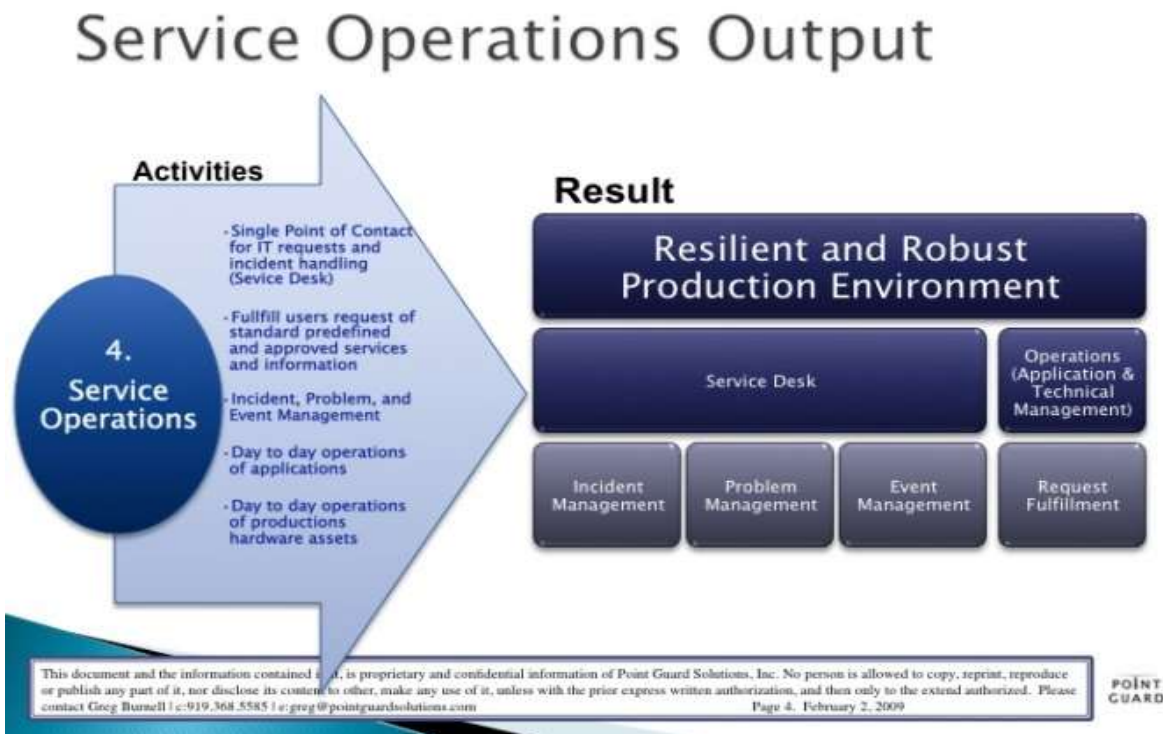 Service Operations Output
Activities
- Single Point of Contact
for IT requests and
incident handling
(Sevice Desk)
- Fullfill users request of
standard predefined
and approved services
and information
- Incident, Problem, and
Event Management
- Day to day operations
of applications
- Day to day operations
of productions
hardware assets
4.
Service
Operations
Result
Resilient and Robust
Production Environment
Service Desk
Operations
(Application &
Technical
Management)
Incident
Management
Problem
Management
Event
Management
Request
Fulfillment
This document and the information contained it, is proprietary and confidential information of Point Guard Solutions, Inc. No person is allowed to copy, reprint, reproduce
or publish any part of it, nor disclose its content to other, make any use of it, unless with the prior express written authorization, and then only to the extend authorized. Please
contact Greg Burnell | c:919.368.5585 | e:greg@pointguardsolutions.com Page 4. February 2, 2009
POINT
GUARD